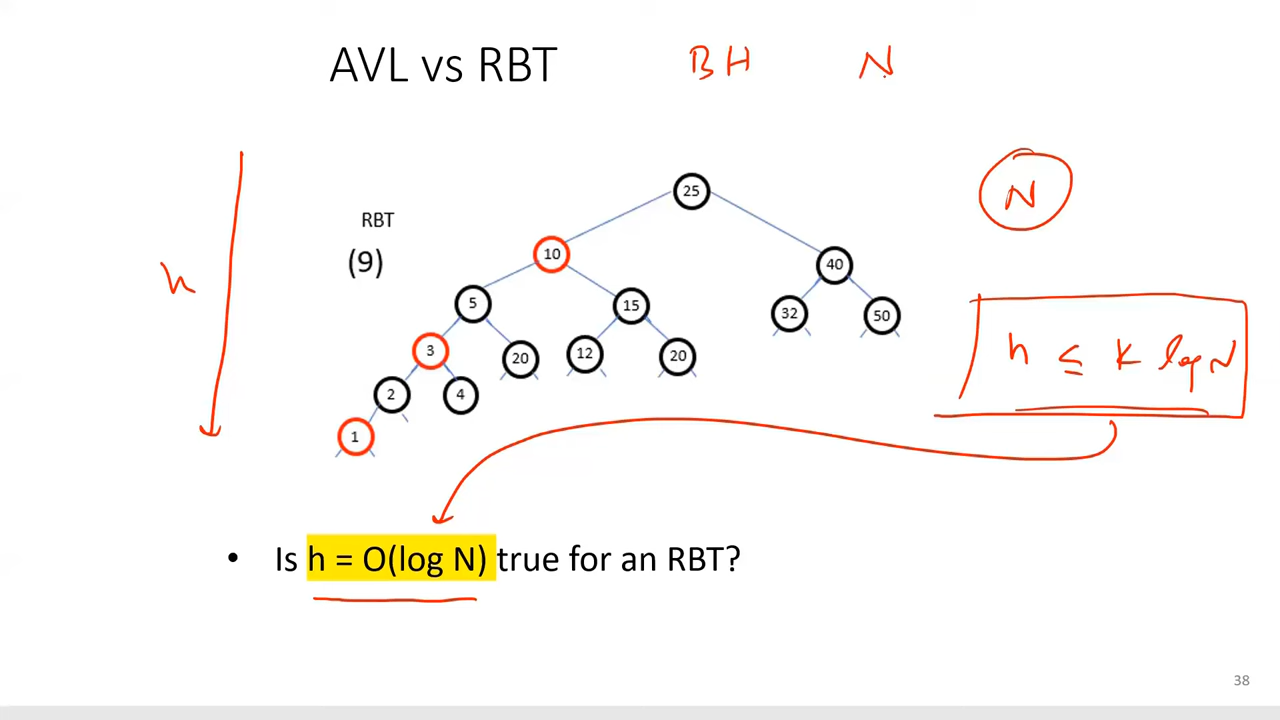 AVL vs RBT BH N
N
25
RBT
(9)
h
10
40
5
15
32
50
h ≤ K log N
3
20
12
20
2
4
1
• Is h = O(log N) true for an RBT?
38